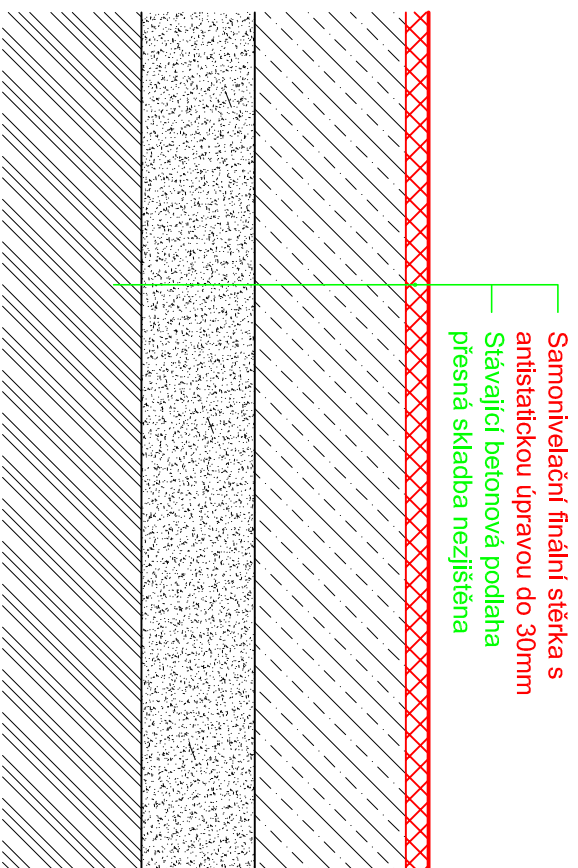 Samonivelační finální stěrka s
antistatickou úpravou do 30mm
Stávající betonová podlaha
přesná skladba nezjištěna